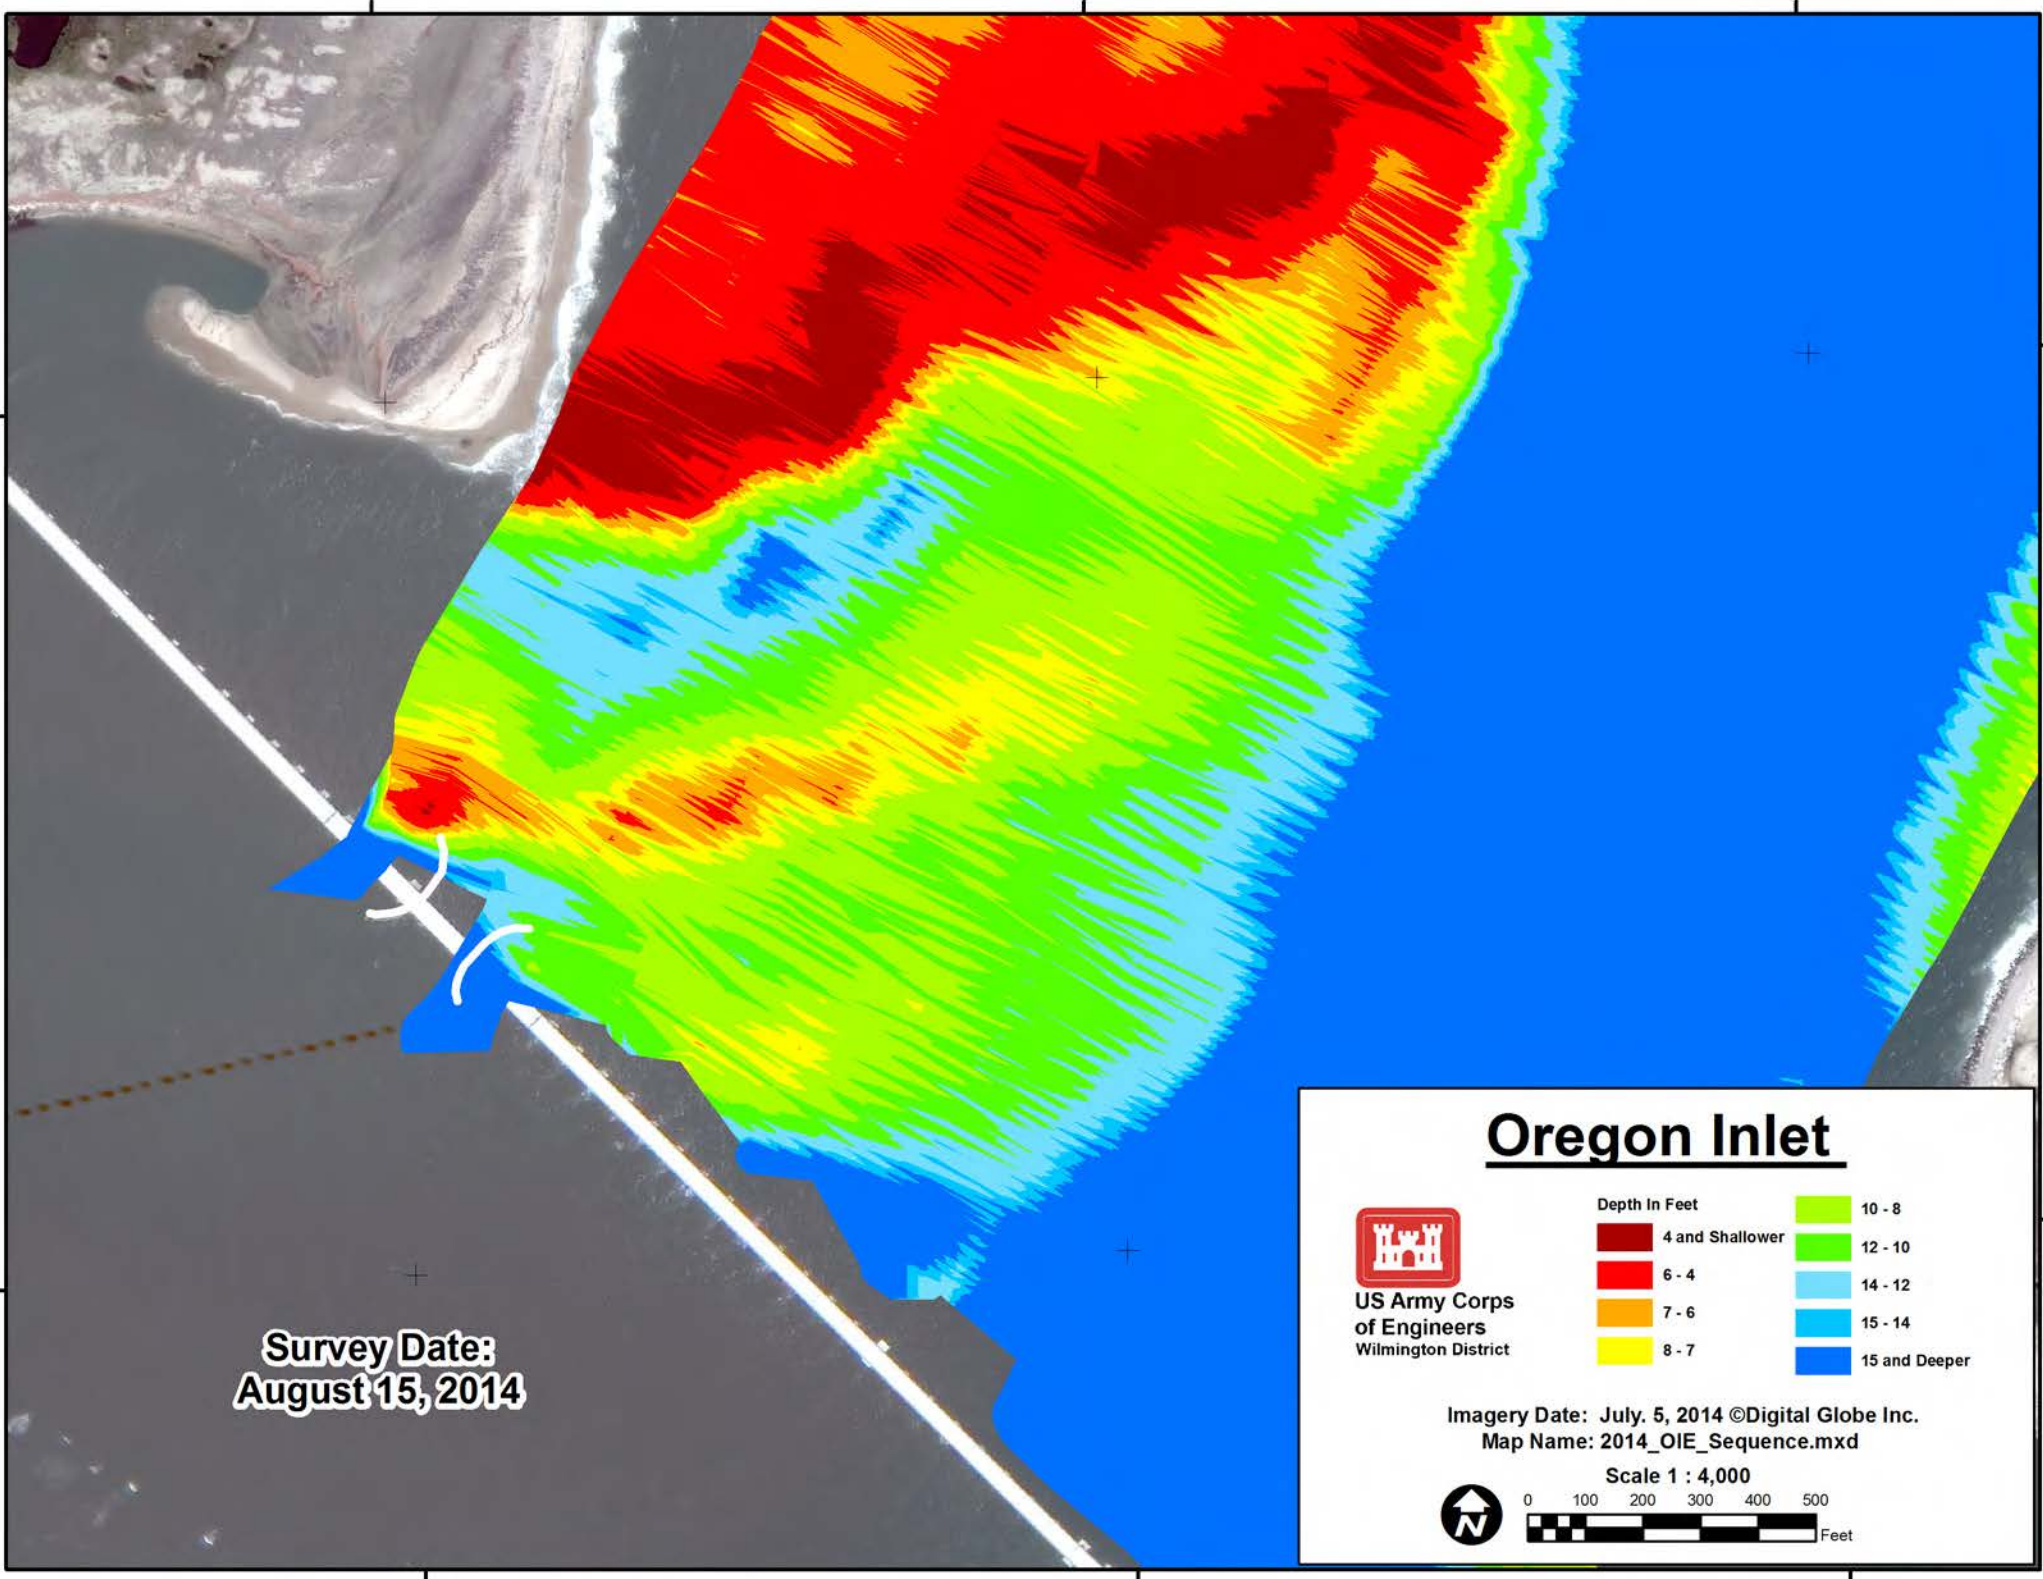 Oregon Inlet
Depth In Feet
4 and Shallower
6 - 4
7 - 6
8 - 7
10 - 8
12 - 10
14 - 12
15 - 14
15 and Deeper
US Army Corps
of Engineers
Wilmington District
Survey Date:
August 15, 2014
Imagery Date: July. 5, 2014 ©Digital Globe Inc.
Map Name: 2014_OIE_Sequence.mxd
Scale 1 : 4,000
N
0 100 200 300 400 500
Feet